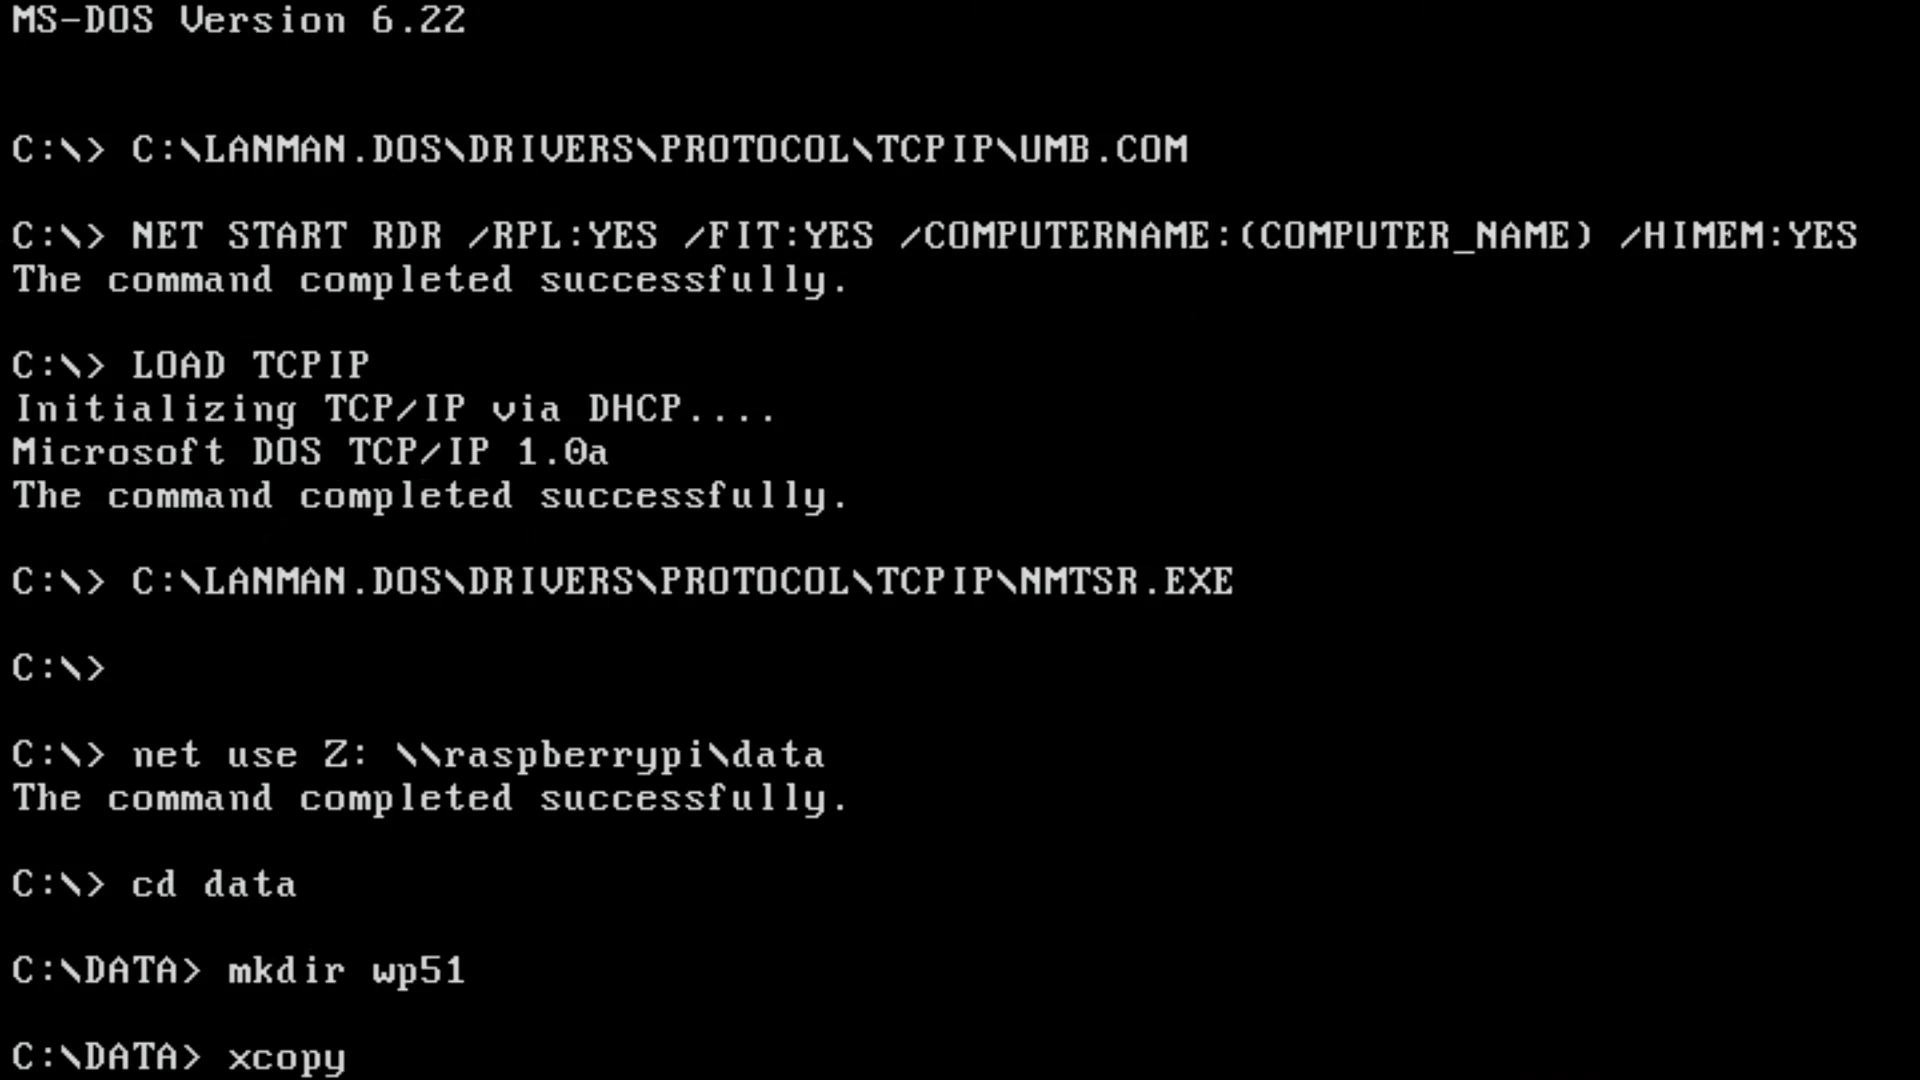 MS-DOS Version 6.22
C:\> C:\LANMAN.DOS\DRIVERS\PROTOCOL\TCPIP\UMB.COM
C:\> NET START RDR /RPL:YES /FIT:YES /COMPUTERNAME:(COMPUTER_NAME) /HIMEM:YES
The command completed successfully.
C:\> LOAD TCPIP
Initializing TCP/IP via DHCP....
Microsoft DOS TCP/IP 1.0a
The command completed successfully.
C:\> C:\LANMAN.DOS\DRIVERS\PROTOCOL\TCPIP\NMTSR.EXE
C:\>
C:\> net use Z: \\raspberrypi\data
The command completed successfully.
C:\> cd data
C:\DATA> mkdir wp51
C:\DATA> xcopy